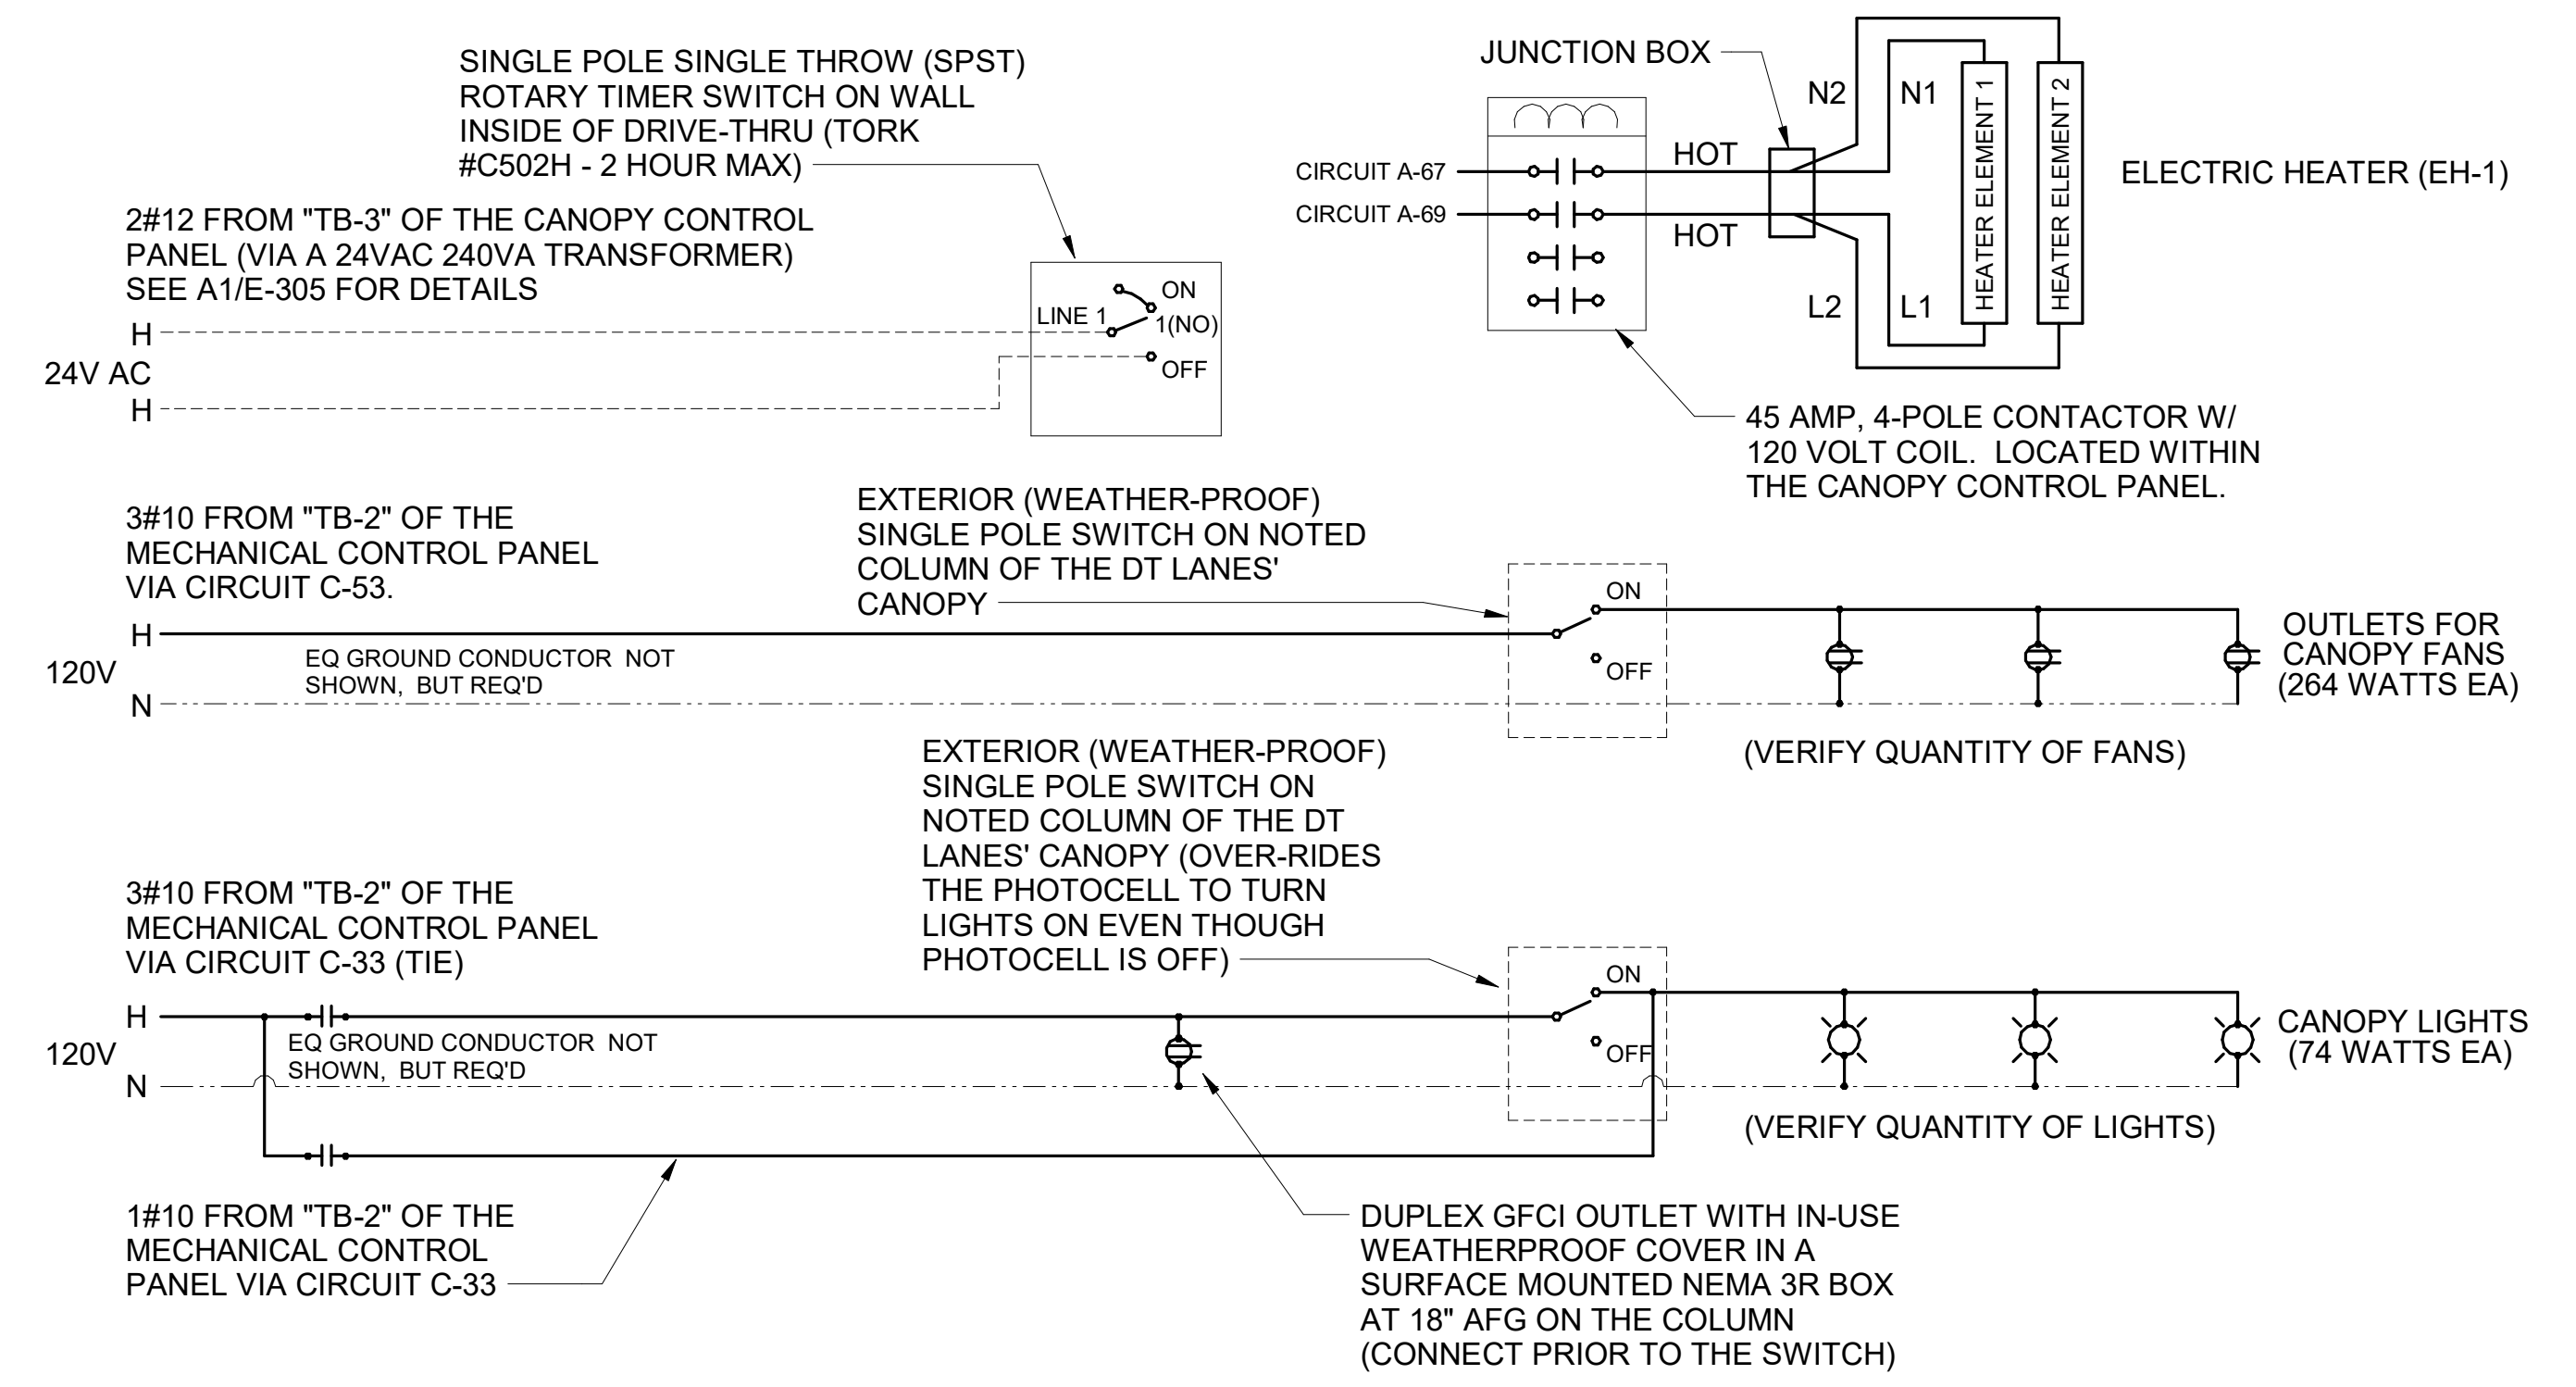 SINGLE POLE SINGLE THROW (SPST)
ROTARY TIMER SWITCH ON WALL
INSIDE OF DRIVE-THRU (TORK
#C502H - 2 HOUR MAX)
2#12 FROM "TB-3" OF THE CANOPY CONTROL
PANEL (VIA A 24VAC 240VA TRANSFORMER)
SEE A1/E-305 FOR DETAILS
H
24V AC
H
LINE 1
ON
1(NO)
OFF
JUNCTION BOX
CIRCUIT A-67
CIRCUIT A-69
HOT
HOT
N2
N1
L2
L1
HEATER ELEMENT 1
HEATER ELEMENT 2
ELECTRIC HEATER (EH-1)
45 AMP, 4-POLE CONTACTOR W/
120 VOLT COIL. LOCATED WITHIN
THE CANOPY CONTROL PANEL.
3#10 FROM "TB-2" OF THE
MECHANICAL CONTROL PANEL
VIA CIRCUIT C-53.
H
120V
N
EQ GROUND CONDUCTOR NOT
SHOWN, BUT REQ'D
EXTERIOR (WEATHER-PROOF)
SINGLE POLE SWITCH ON NOTED
COLUMN OF THE DT LANES'
CANOPY
ON
OFF
OUTLETS FOR
CANOPY FANS
(264 WATTS EA)
(VERIFY QUANTITY OF FANS)
EXTERIOR (WEATHER-PROOF)
SINGLE POLE SWITCH ON
NOTED COLUMN OF THE DT
LANES' CANOPY (OVER-RIDES
THE PHOTOCELL TO TURN
LIGHTS ON EVEN THOUGH
PHOTOCELL IS OFF)
3#10 FROM "TB-2" OF THE
MECHANICAL CONTROL PANEL
VIA CIRCUIT C-33 (TIE)
H
120V
N
EQ GROUND CONDUCTOR NOT
SHOWN, BUT REQ'D
ON
OFF
CANOPY LIGHTS
(74 WATTS EA)
(VERIFY QUANTITY OF LIGHTS)
1#10 FROM "TB-2" OF THE
MECHANICAL CONTROL
PANEL VIA CIRCUIT C-33
DUPLEX GFCI OUTLET WITH IN-USE
WEATHERPROOF COVER IN A
SURFACE MOUNTED NEMA 3R BOX
AT 18" AFG ON THE COLUMN
(CONNECT PRIOR TO THE SWITCH)